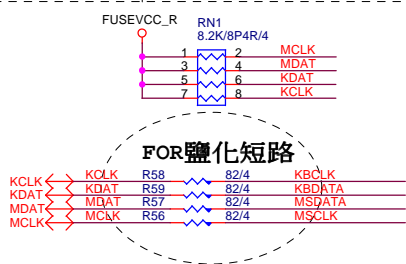 FUSEVCC_R
RN1
8.2K/8P4R/4
1 2 MCLK
3 4 MDAT
5 6 KDAT
7 8 KCLK
FOR鹽化短路
KCLK KCLK R58 82/4 KBCLK
KDAT KDAT R59 82/4 KBDATA
MDAT MDAT R57 82/4 MSDATA
MCLK MCLK R56 82/4 MSCLK